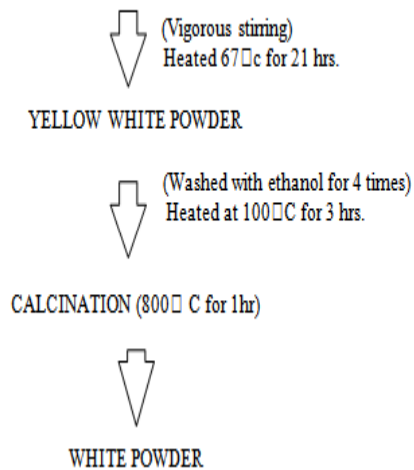 (Vigorous stirring)
Heated 67□c for 21 hrs.
YELLOW WHITE POWDER
(Washed with ethanol for 4 times)
Heated at 100□C for 3 hrs.
CALCINATION (800□ C for 1hr)
WHITE POWDER